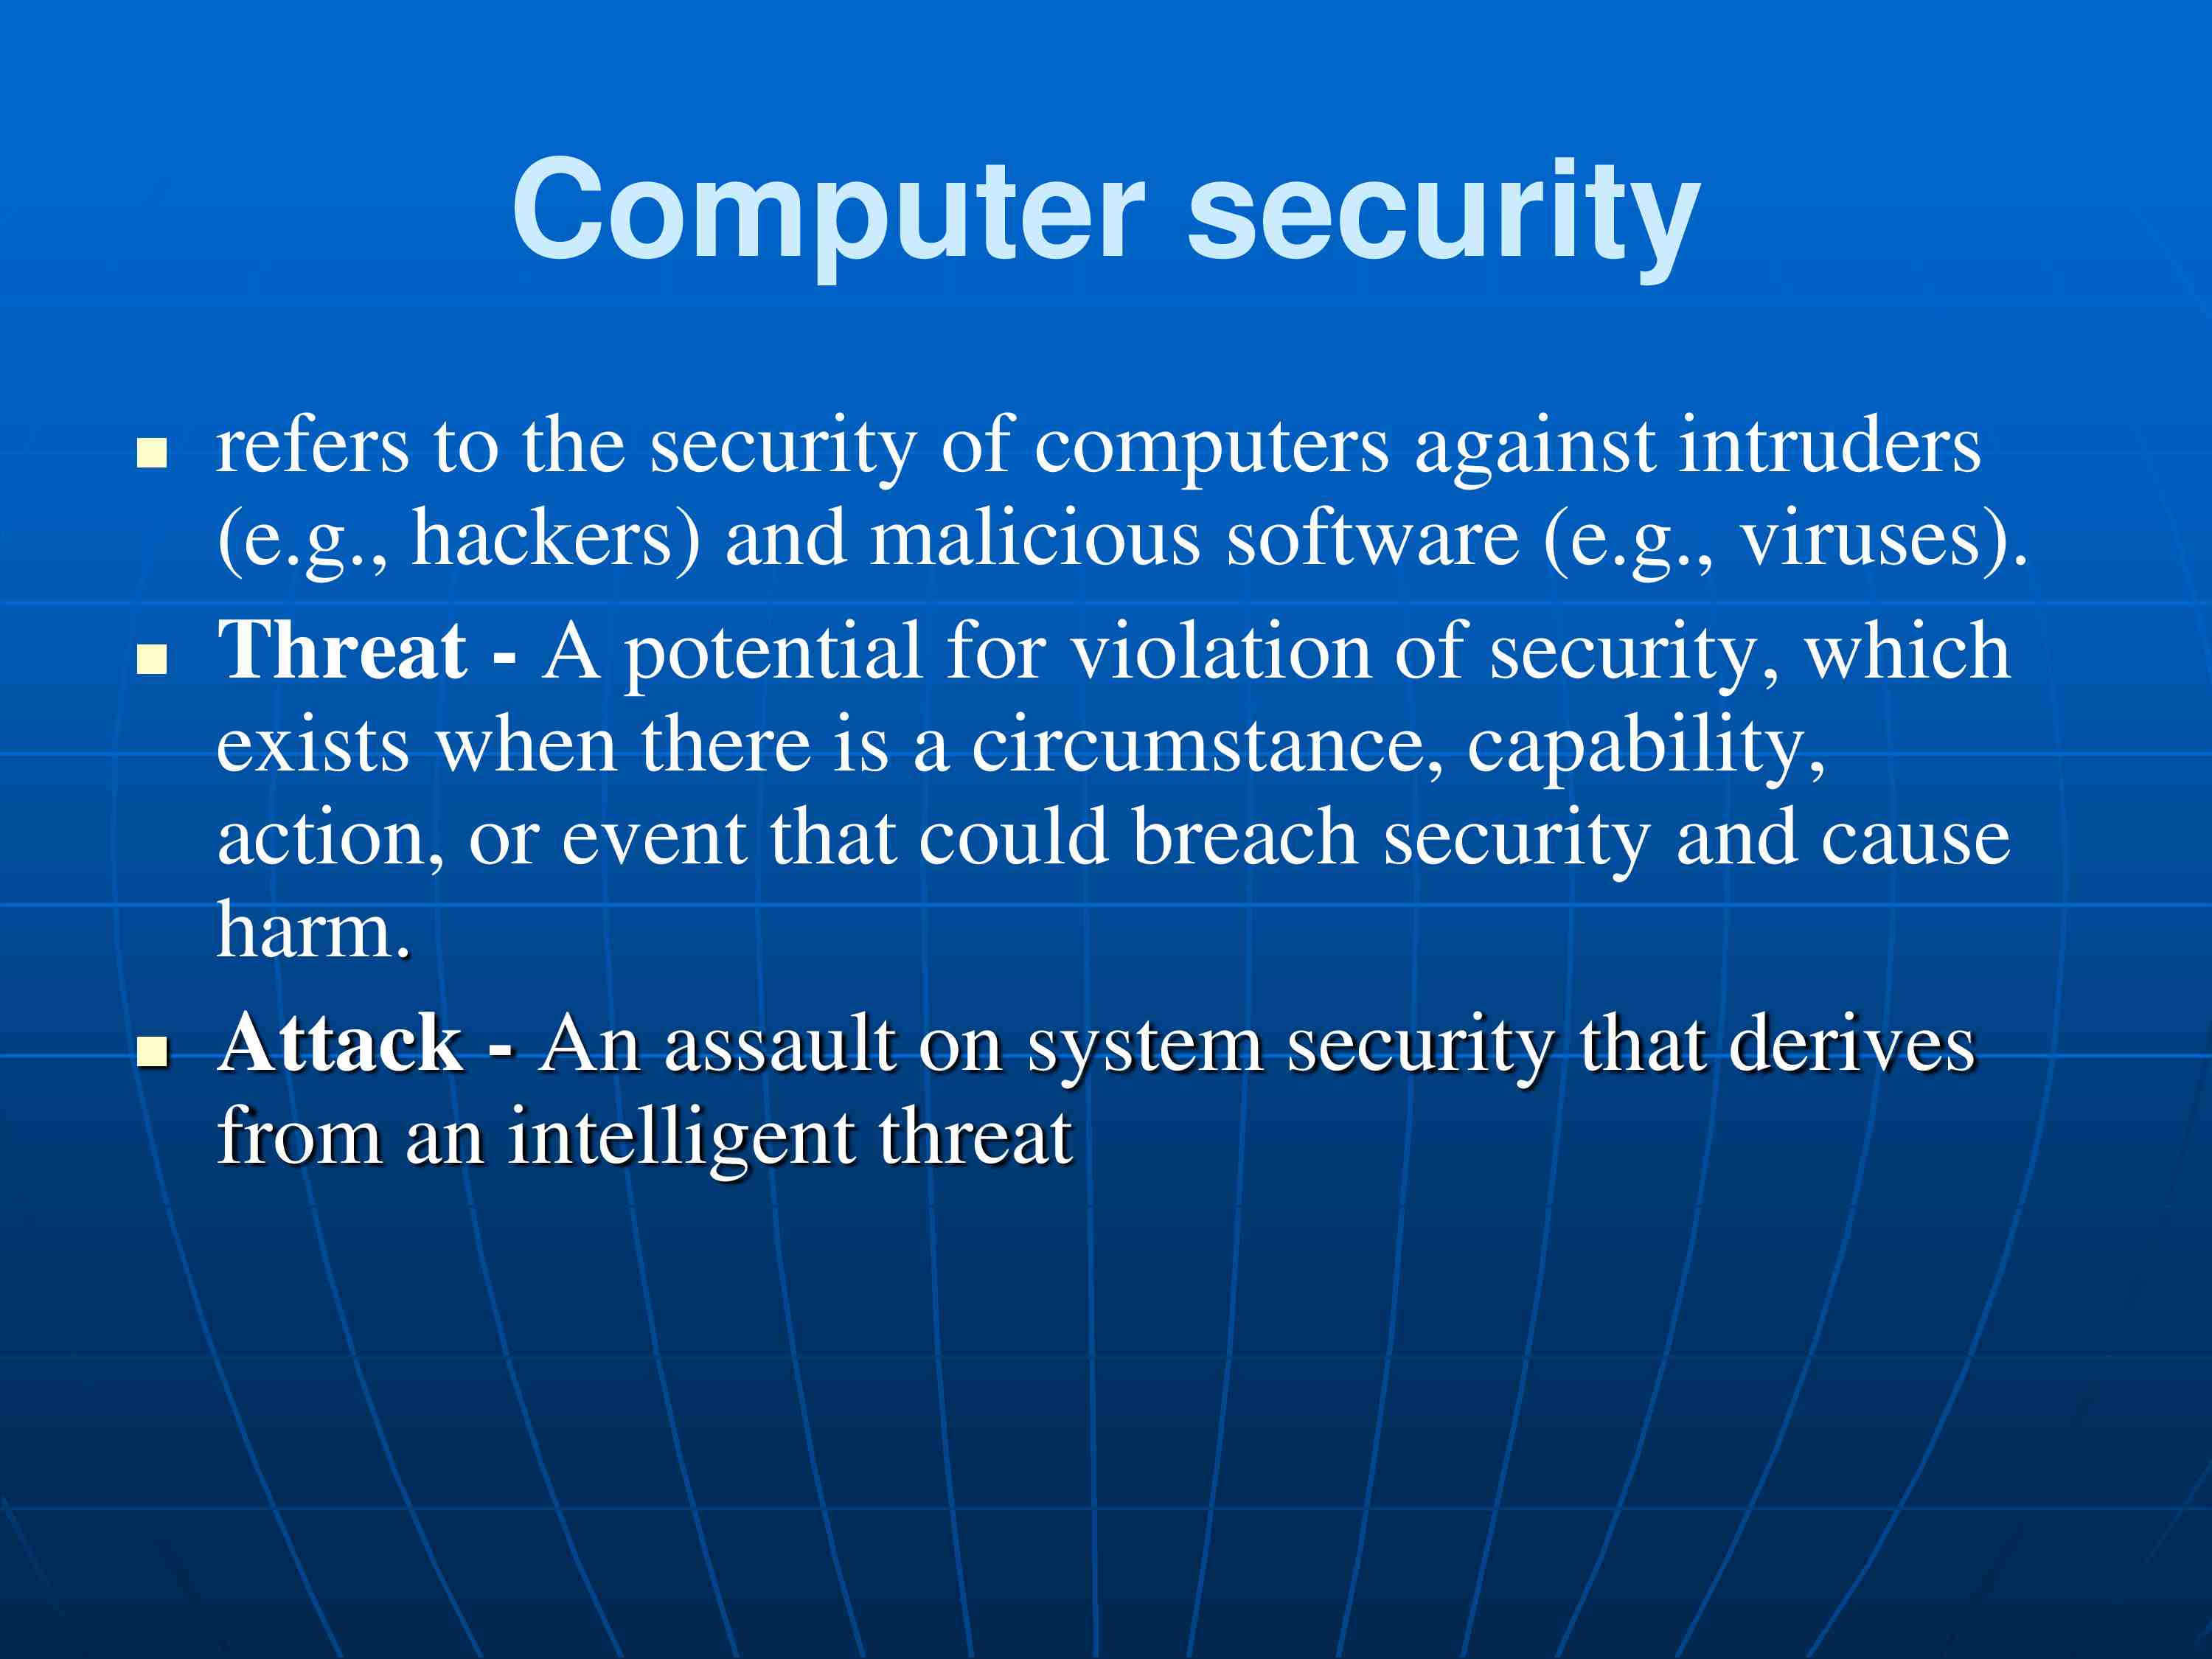 Computer security
refers to the security of computers against intruders
(e.g., hackers) and malicious software (e.g., viruses).
Threat - A potential for violation of security, which
exists when there is a circumstance, capability,
action, or event that could breach security and cause
harm.
Attack - An assault on system security that derives
from an intelligent threat